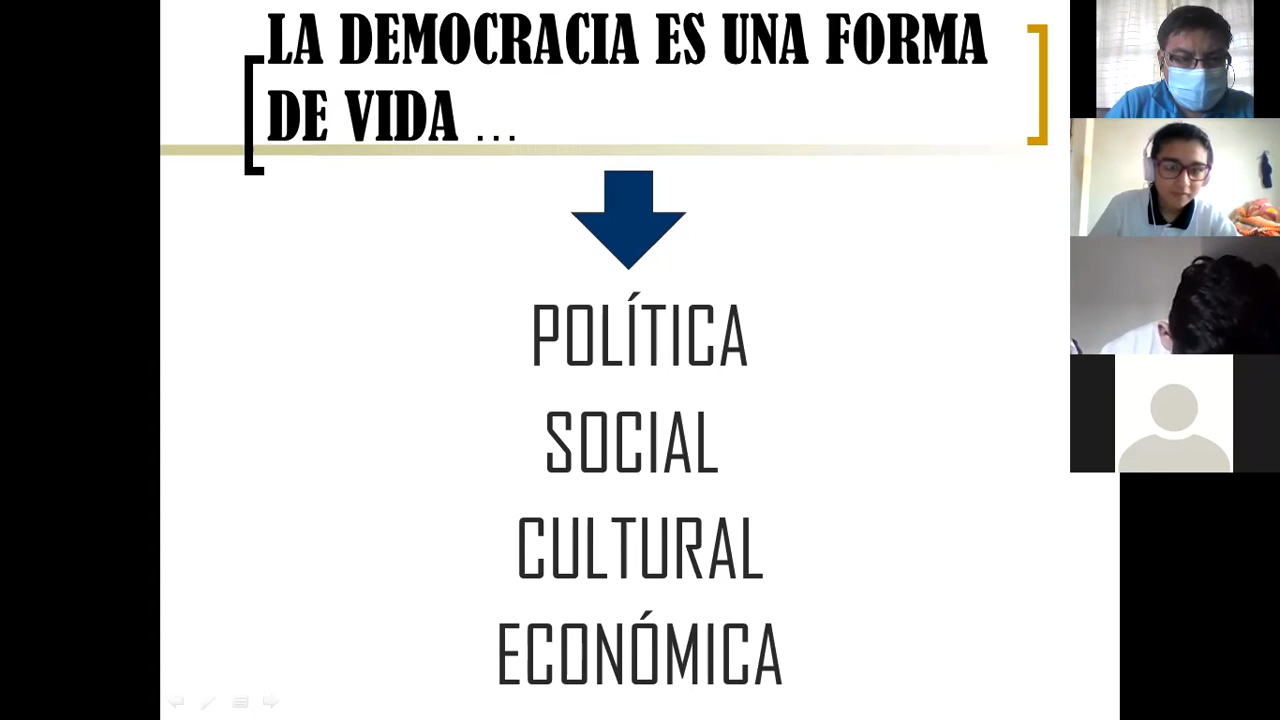 LA DEMOCRACIA ES UNA FORMA
DE VIDA ...
POLÍTICA
SOCIAL
CULTURAL
ECONÓMICA